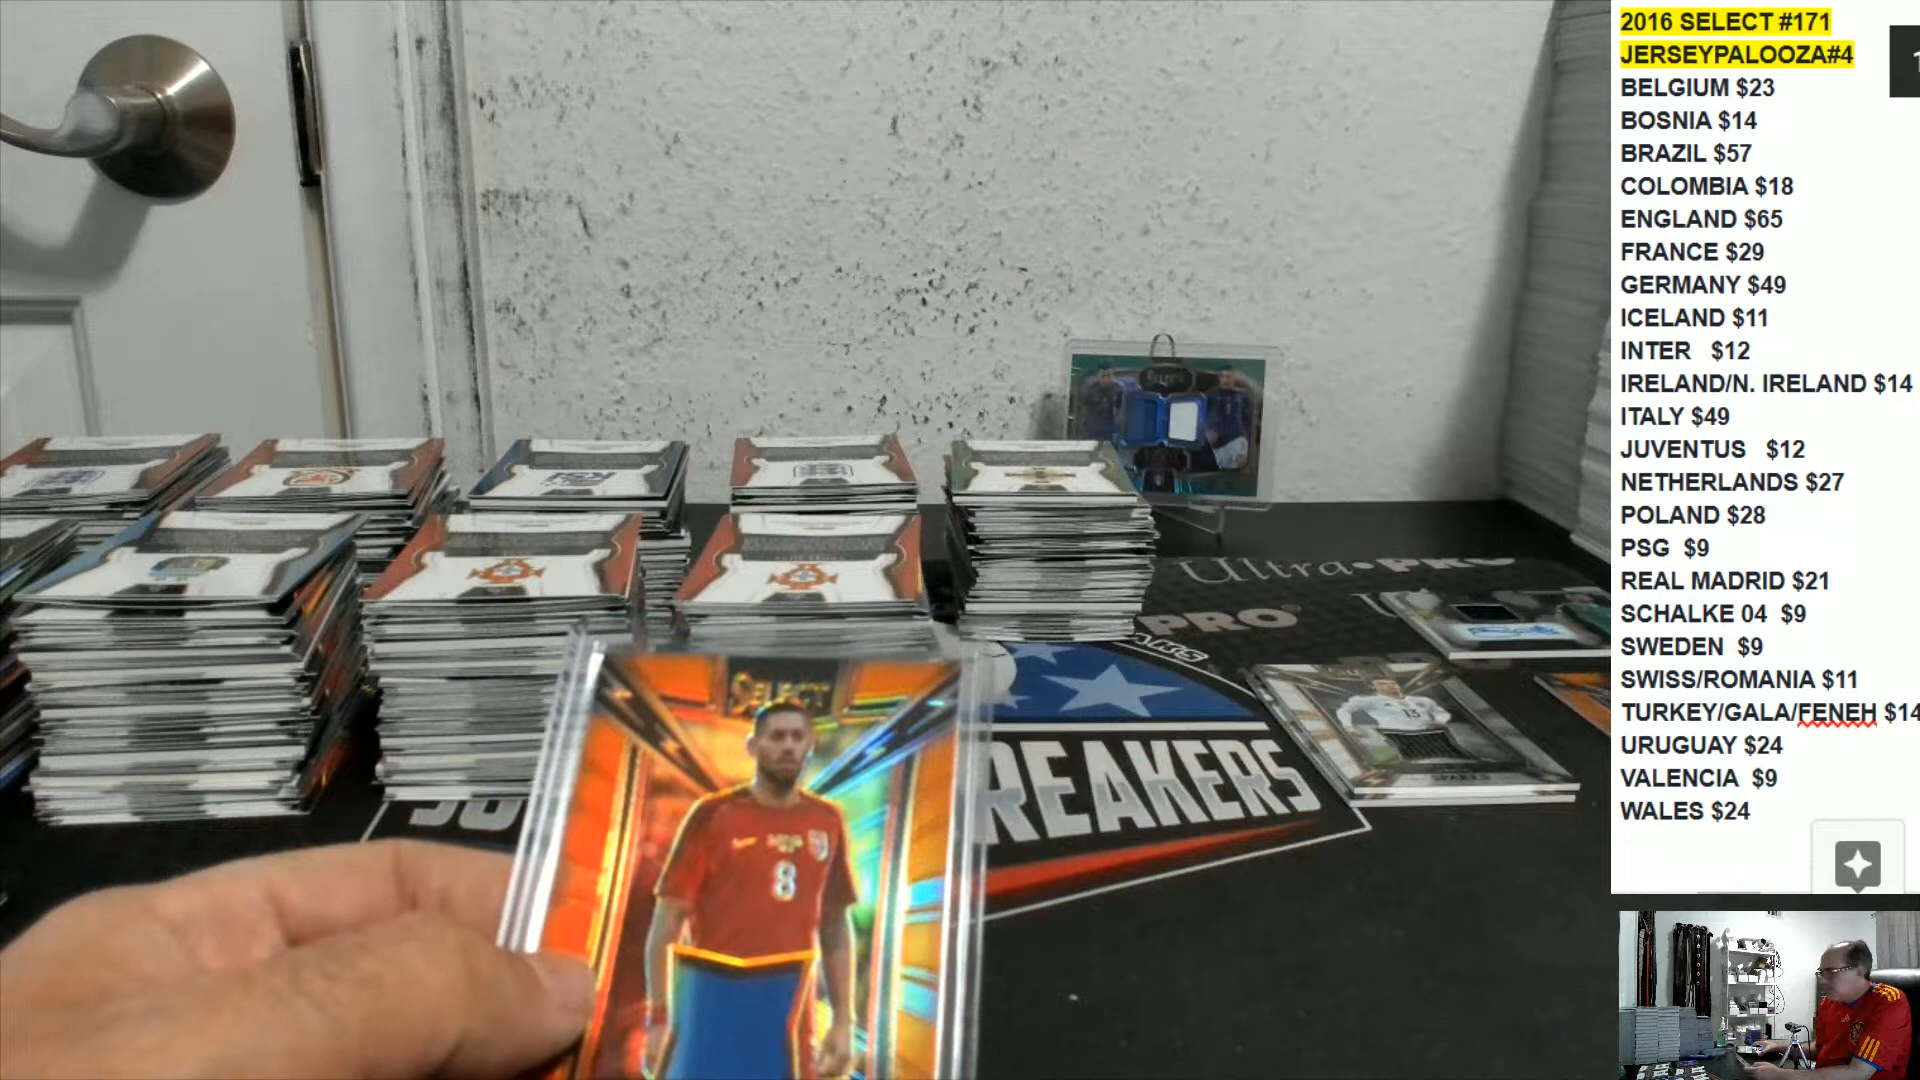 2016 SELECT #171
JERSEYPALOOZA#4
BELGIUM $23
BOSNIA $14
BRAZIL $57
COLOMBIA $18
ENGLAND $65
FRANCE $29
GERMANY $49
ICELAND $11
INTER $12
IRELAND/N. IRELAND $14
ITALY $49
JUVENTUS $12
NETHERLANDS $27
POLAND $28
PSG $9
REAL MADRID $21
SCHALKE 04 $9
SWEDEN $9
SWISS/ROMANIA $11
TURKEY/GALA/FENEH $14
URUGUAY $24
VALENCIA $9
WALES $24
Ultra•PRO
PRO
REAKERS
SELECT
8
13